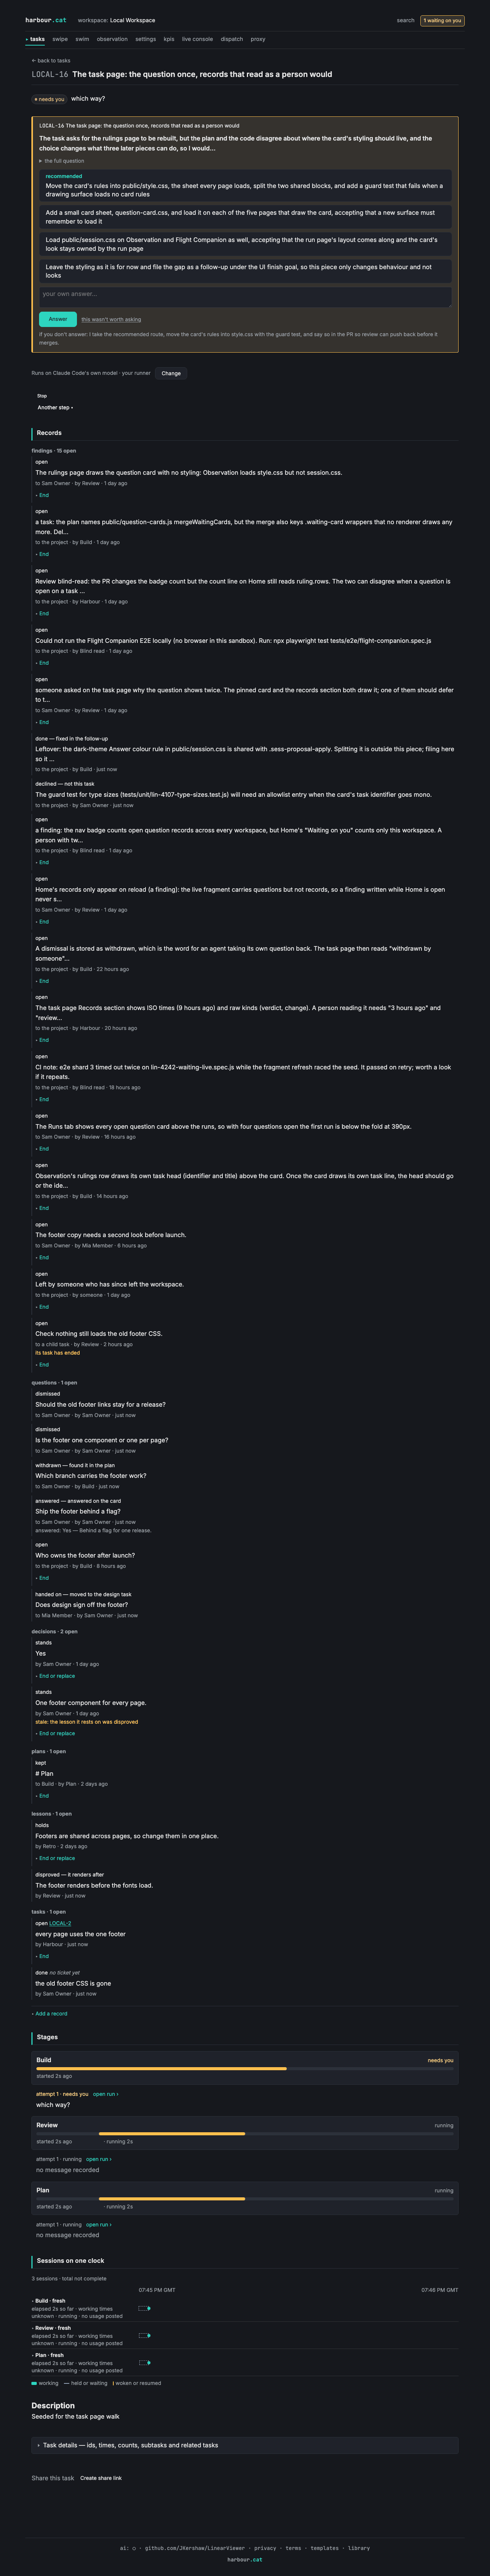 harbour.cat workspace: Local Workspace search 1 waiting on you
tasks swipe swim observation settings kpis live console dispatch proxy
← back to tasks
LOCAL-16 The task page: the question once, records that read as a person would
needs you which way?
LOCAL-16 The task page: the question once, records that read as a person would
The task asks for the rulings page to be rebuilt, but the plan and the code disagree about where the card's styling should live, and the
choice changes what three later pieces can do, so I would...
▸ the full question
recommended
Move the card's rules into public/style.css, the sheet every page loads, split the two shared blocks, and add a guard test that fails when a
drawing surface loads no card rules
Add a small card sheet, question-card.css, and load it on each of the five pages that draw the card, accepting that a new surface must
remember to load it
Load public/session.css on Observation and Flight Companion as well, accepting that the run page's layout comes along and the card's
look stays owned by the run page
Leave the styling as it is for now and file the gap as a follow-up under the UI finish goal, so this piece only changes behaviour and not
looks
your own answer...
Answer this wasn't worth asking
If you don't answer: I take the recommended route, move the card's rules into style.css with the guard test, and say so in the PR so review can push back before it
merges.
Runs on Claude Code's own model · your runner Change
Stop
Another step
Records
findings · 15 open
open
The rulings page draws the question card with no styling: Observation loads style.css but not session.css.
to Sam Owner · by Review · 1 day ago
End
open
a task: the plan names public/question-cards.js mergeWaitingCards, but the merge also keys .waiting-card wrappers that no renderer draws any
more. Del...
to the project · by Build · 1 day ago
End
open
Review blind-read: the PR changes the badge count but the count line on Home still reads ruling.rows. The two can disagree when a question is
open on a task ...
to the project · by Harbour · 1 day ago
End
open
Could not run the Flight Companion E2E locally (no browser in this sandbox). Run: npx playwright test tests/e2e/flight-companion.spec.js
to the project · by Blind read · 1 day ago
End
open
someone asked on the task page why the question shows twice. The pinned card and the records section both draw it; one of them should defer
to t...
to Sam Owner · by Review · 1 day ago
End
done — fixed in the follow-up
Leftover: the dark-theme Answer colour rule in public/session.css is shared with .sess-proposal-apply. Splitting it is outside this piece; filing here
so it ...
to the project · by Build · just now
declined — not this task
The guard test for type sizes (tests/unit/lin-4107-type-sizes.test.js) will need an allowlist entry when the card's task identifier goes mono.
to the project · by Sam Owner · just now
open
a finding: the nav badge counts open question records across every workspace, but Home's "Waiting on you" counts only this workspace. A
person with tw...
to the project · by Blind read · 1 day ago
End
open
Home's records only appear on reload (a finding): the live fragment carries questions but not records, so a finding written while Home is open
never s...
to Sam Owner · by Review · 1 day ago
End
open
A dismissal is stored as withdrawn, which is the word for an agent taking its own question back. The task page then reads "withdrawn by
someone"...
to the project · by Build · 22 hours ago
End
open
The task page Records section shows ISO times (9 hours ago) and raw kinds (verdict, change). A person reading it needs "3 hours ago" and
"review...
to the project · by Harbour · 20 hours ago
End
open
CI note: e2e shard 3 timed out twice on lin-4242-waiting-live.spec.js while the fragment refresh raced the seed. It passed on retry; worth a look
if it repeats.
to the project · by Blind read · 18 hours ago
End
open
The Runs tab shows every open question card above the runs, so with four questions open the first run is below the fold at 390px.
to Sam Owner · by Review · 16 hours ago
End
open
Observation's rulings row draws its own task head (identifier and title) above the card. Once the card draws its own task line, the head should go
or the ide...
to the project · by Build · 14 hours ago
End
open
The footer copy needs a second look before launch.
to Sam Owner · by Mia Member · 6 hours ago
End
open
Left by someone who has since left the workspace.
to the project · by someone · 1 day ago
End
open
Check nothing still loads the old footer CSS.
to a child task · by Review · 2 hours ago
its task has ended
End
questions · 1 open
dismissed
Should the old footer links stay for a release?
to Sam Owner · by Sam Owner · just now
dismissed
Is the footer one component or one per page?
to Sam Owner · by Sam Owner · just now
withdrawn — found it in the plan
Which branch carries the footer work?
to Sam Owner · by Build · just now
answered — answered on the card
Ship the footer behind a flag?
to Sam Owner · by Sam Owner · just now
answered: Yes — Behind a flag for one release.
open
Who owns the footer after launch?
to the project · by Build · 8 hours ago
End
handed on — moved to the design task
Does design sign off the footer?
to Mia Member · by Sam Owner · just now
decisions · 2 open
stands
Yes
by Sam Owner · 1 day ago
End or replace
stands
One footer component for every page.
by Sam Owner · 1 day ago
stale: the lesson it rests on was disproved
End or replace
plans · 1 open
kept
# Plan
to Build · by Plan · 2 days ago
End
lessons · 1 open
holds
Footers are shared across pages, so change them in one place.
by Retro · 2 days ago
End or replace
disproved — it renders after
The footer renders before the fonts load.
by Review · just now
tasks · 1 open
open LOCAL-2
every page uses the one footer
by Harbour · just now
End
done no ticket yet
the old footer CSS is gone
by Sam Owner · just now
Add a record
Stages
Build needs you
started 2s ago
attempt 1 · needs you open run ›
which way?
Review running
started 2s ago · running 2s
attempt 1 · running open run ›
no message recorded
Plan running
started 2s ago · running 2s
attempt 1 · running open run ›
no message recorded
Sessions on one clock
3 sessions · total not complete
07:45 PM GMT 07:46 PM GMT
Build · fresh
elapsed 2s so far · working times
unknown · running · no usage posted
Review · fresh
elapsed 2s so far · working times
unknown · running · no usage posted
Plan · fresh
elapsed 2s so far · working times
unknown · running · no usage posted
working held or waiting woken or resumed
Description
Seeded for the task page walk
Task details — ids, times, counts, subtasks and related tasks
Share this task Create share link
ai: ○ · github.com/JVershaw/LinearViewer · privacy · terms · templates · library
harbour.cat